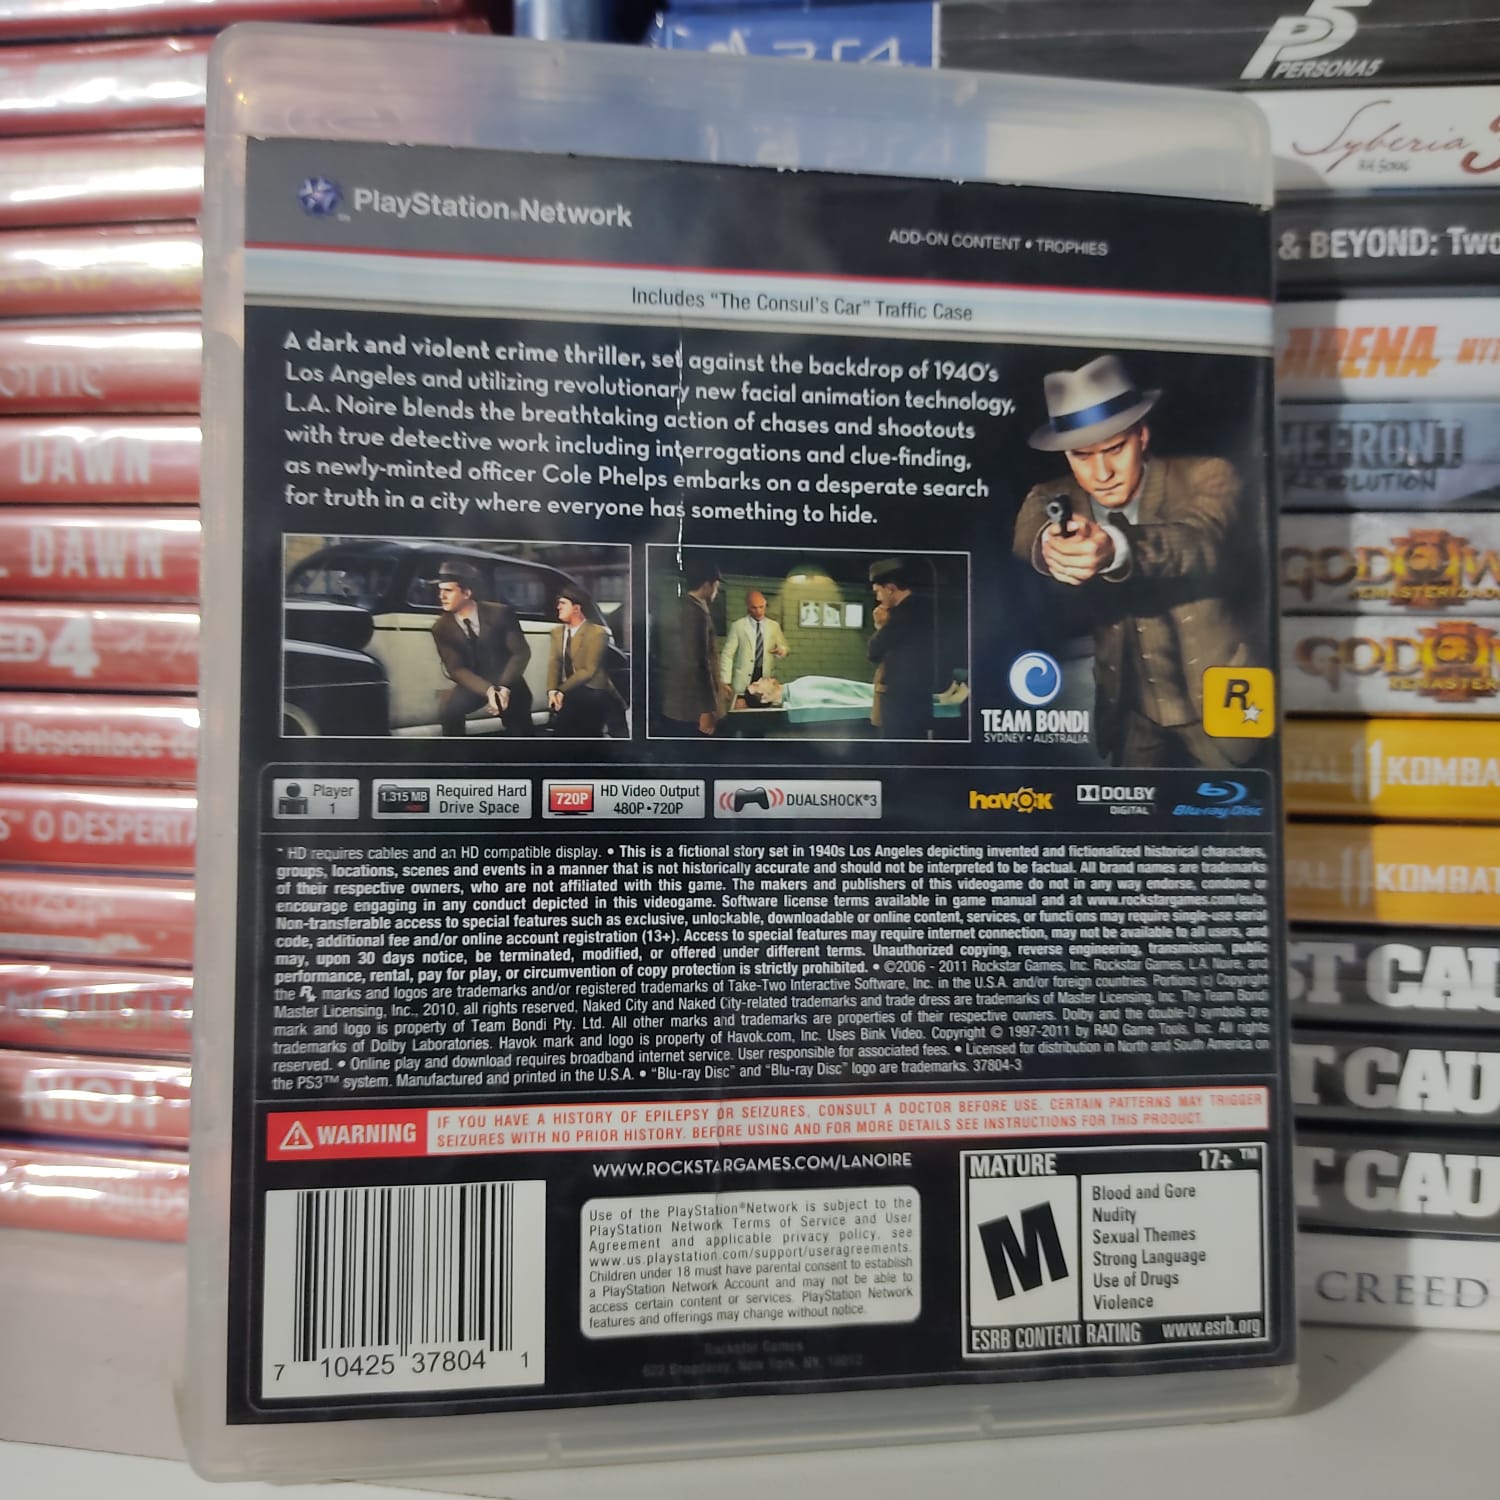 PS4
P5
PERSONA5
Syberia 3
& BEYOND: Two
ARENA
DAWN
DAWN
4
O DESPERTA
GOD
GOD
KOMBA
KOMBAT
CAU
T CAU
T CAU
CREED
PlayStation®Network
ADD-ON CONTENT • TROPHIES
Includes "The Consul's Car" Traffic Case
A dark and violent crime thriller, set against the backdrop of 1940's
Los Angeles and utilizing revolutionary new facial animation technology,
L.A. Noire blends the breathtaking action of chases and shootouts
with true detective work including interrogations and clue-finding,
as newly-minted officer Cole Phelps embarks on a desperate search
for truth in a city where everyone has something to hide.
TEAM BONDI
SYDNEY • AUSTRALIA
R
Player
1
1,315 MB
Required Hard
Drive Space
720P
HD Video Output
480P•720P
DUALSHOCK®3
havok
DOLBY
DIGITAL
Blu-ray Disc
* HD requires cables and an HD compatible display. • This is a fictional story set in 1940s Los Angeles depicting invented and fictionalized historical characters,
groups, locations, scenes and events in a manner that is not historically accurate and should not be interpreted to be factual. All brand names are trademarks
of their respective owners, who are not affiliated with this game. The makers and publishers of this videogame do not in any way endorse, condone or
encourage engaging in any conduct depicted in this videogame. Software license terms available in game manual and at www.rockstargames.com/eula.
Non-transferable access to special features such as exclusive, unlockable, downloadable or online content, services, or functions may require single-use serial
code, additional fee and/or online account registration (13+). Access to special features may require internet connection, may not be available to all users, and
may, upon 30 days notice, be terminated, modified, or offered under different terms. Unauthorized copying, reverse engineering, transmission, public
performance, rental, pay for play, or circumvention of copy protection is strictly prohibited. • ©2006 - 2011 Rockstar Games, Inc. Rockstar Games, L.A. Noire, and
the R marks and logos are trademarks and/or registered trademarks of Take-Two Interactive Software, Inc. in the U.S.A. and/or foreign countries. Portions (c) Copyright
Master Licensing, Inc., 2010, all rights reserved, Naked City and Naked City-related trademarks and trade dress are trademarks of Master Licensing, Inc. The Team Bondi
mark and logo is property of Team Bondi Pty. Ltd. All other marks and trademarks are properties of their respective owners. Dolby and the double-D symbols are
trademarks of Dolby Laboratories. Havok mark and logo is property of Havok.com, Inc. Uses Bink Video. Copyright © 1997-2011 by RAD Game Tools, Inc. All rights
reserved. • Online play and download requires broadband internet service. User responsible for associated fees. • Licensed for distribution in North and South America on
the PS3™ system. Manufactured and printed in the U.S.A. • "Blu-ray Disc" and "Blu-ray Disc" logo are trademarks. 37804-3
WARNING
IF YOU HAVE A HISTORY OF EPILEPSY OR SEIZURES, CONSULT A DOCTOR BEFORE USE. CERTAIN PATTERNS MAY TRIGGER
SEIZURES WITH NO PRIOR HISTORY. BEFORE USING AND FOR MORE DETAILS SEE INSTRUCTIONS FOR THIS PRODUCT.
WWW.ROCKSTARGAMES.COM/LANOIRE
7 10425 37804 1
Use of the PlayStation®Network is subject to the
PlayStation Network Terms of Service and User
Agreement and applicable privacy policy, see
www.us.playstation.com/support/useragreements.
Children under 18 must have parental consent to establish
a PlayStation Network Account and may not be able to
access certain content or services. PlayStation Network
features and offerings may change without notice.
Rockstar Games
622 Broadway, New York, NY, 10012
MATURE 17+ ™
M
Blood and Gore
Nudity
Sexual Themes
Strong Language
Use of Drugs
Violence
ESRB CONTENT RATING www.esrb.org